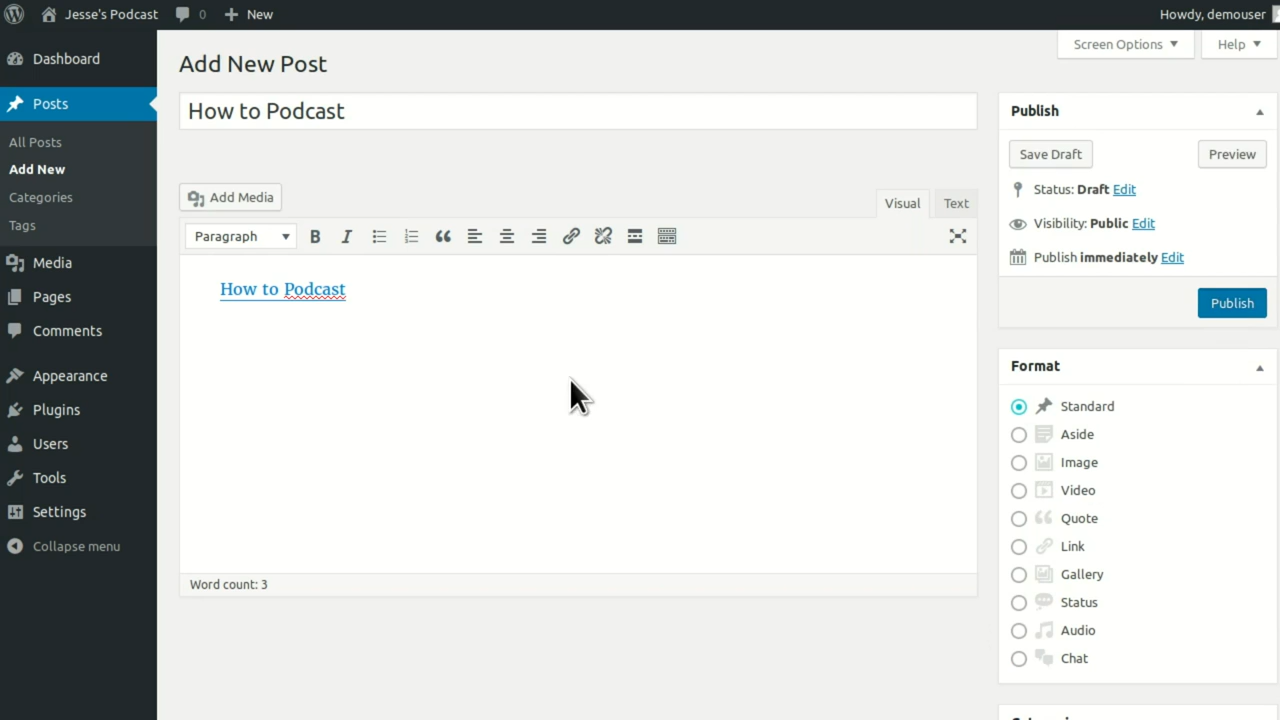 Jesse's Podcast 0 New Howdy, demouser
Dashboard
Posts
All Posts
Add New
Categories
Tags
Media
Pages
Comments
Appearance
Plugins
Users
Tools
Settings
Collapse menu
Screen Options Help
Add New Post
How to Podcast
Add Media
Visual Text
Paragraph B I
How to Podcast
Word count: 3
Publish
Save Draft Preview
Status: Draft Edit
Visibility: Public Edit
Publish immediately Edit
Publish
Format
Standard
Aside
Image
Video
Quote
Link
Gallery
Status
Audio
Chat